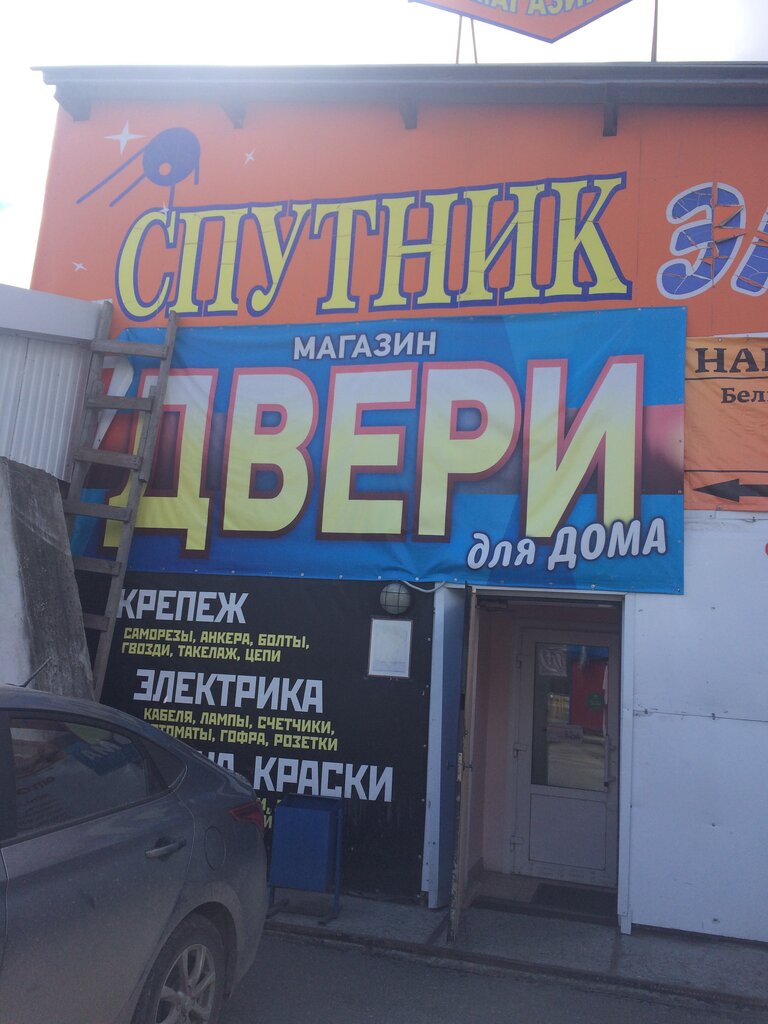 МАГАЗИН
СПУТНИК
МАГАЗИН
ДВЕРИ
для ДОМА
КРЕПЕЖ
САМОРЕЗЫ, АНКЕРА, БОЛТЫ,
ГВОЗДИ, ТАКЕЛАЖ, ЦЕПИ
ЭЛЕКТРИКА
КАБЕЛЯ, ЛАМПЫ, СЧЕТЧИКИ,
ТОМАТЫ, ГОФРА, РОЗЕТКИ
КРАСКИ